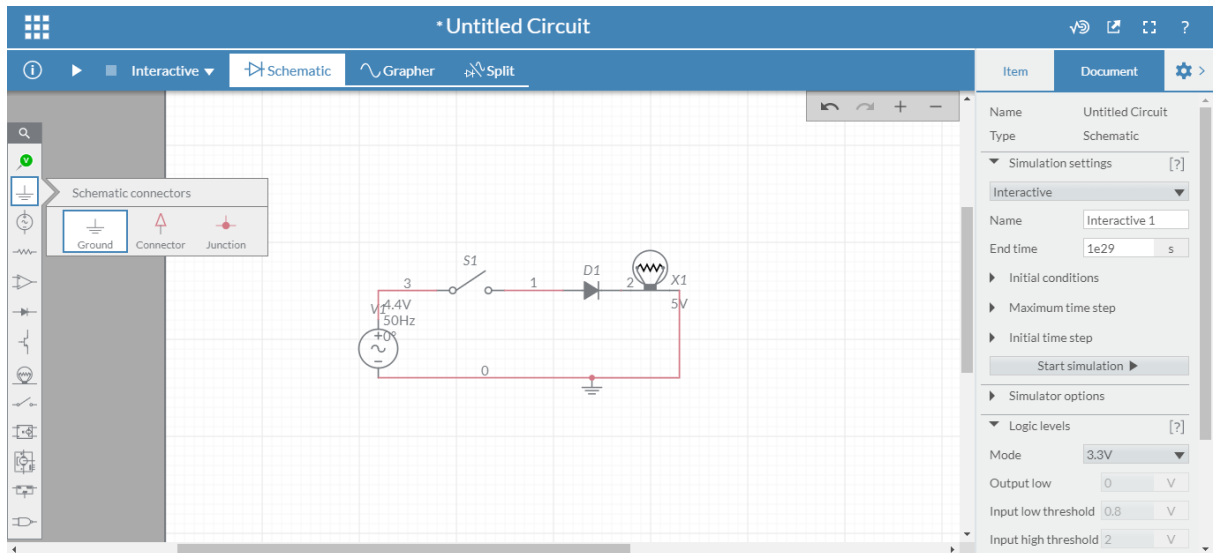 *Untitled Circuit
Interactive
Schematic
Grapher
Split
Item
Document
Schematic connectors
Ground
Connector
Junction
S1
3
1
D1
2
X1
5V
V1
4.4V
50Hz
0°
0
Name Untitled Circuit
Type Schematic
Simulation settings [?]
Interactive
Name Interactive 1
End time 1e29 s
Initial conditions
Maximum time step
Initial time step
Start simulation
Simulator options
Logic levels [?]
Mode 3.3V
Output low 0 V
Input low threshold 0.8 V
Input high threshold 2 V